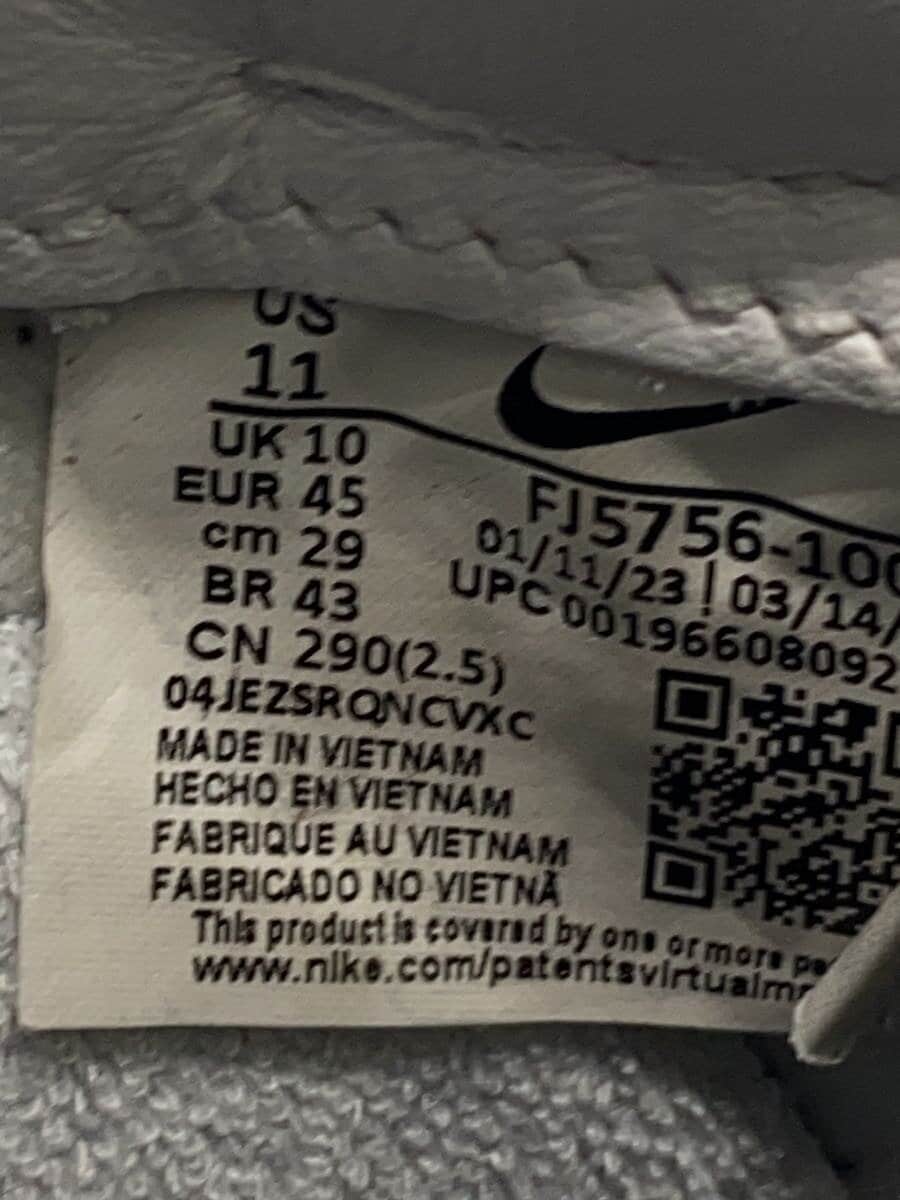 US
11
UK 10
EUR 45
cm 29
BR 43
CN 290(2.5)
04JEZSRQNCVXC
MADE IN VIETNAM
HECHO EN VIETNAM
FABRIQUÉ AU VIETNAM
FABRICADO NO VIETNÃ
This product is covered by one or more
www.nike.com/patentsvirtualm
FJ5756-100
01/11/23 | 03/14/
UPC 00196608092